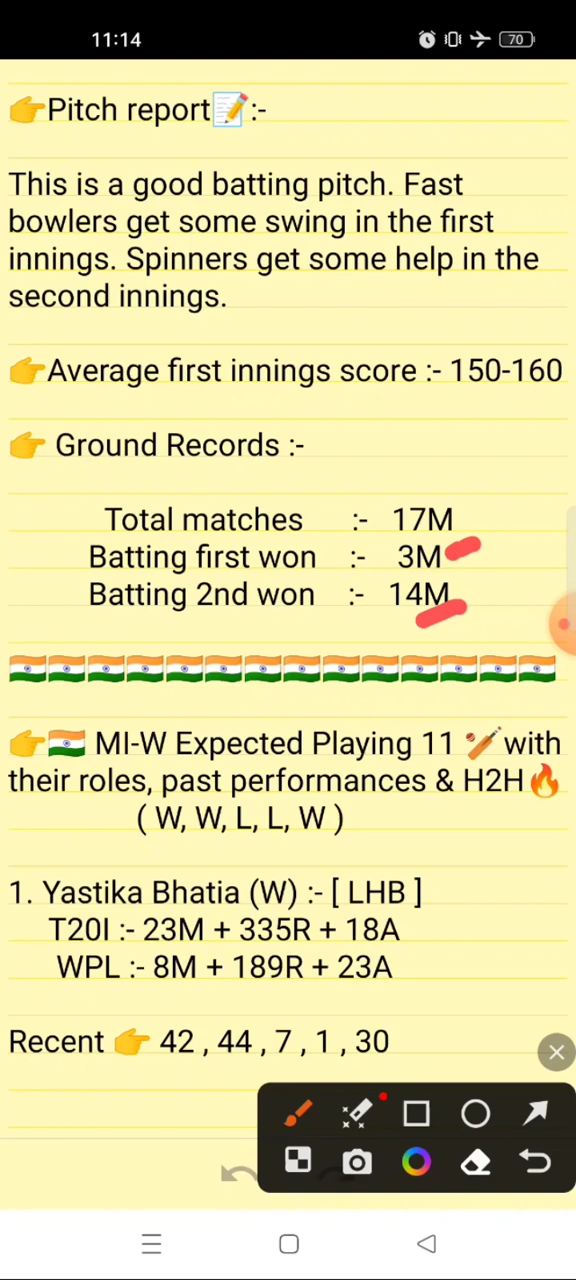 11:14
70
👉Pitch report📝:-
This is a good batting pitch. Fast
bowlers get some swing in the first
innings. Spinners get some help in the
second innings.
👉Average first innings score :- 150-160
👉 Ground Records :-
Total matches :- 17M
Batting first won :- 3M
Batting 2nd won :- 14M
🇮🇳🇮🇳🇮🇳🇮🇳🇮🇳🇮🇳🇮🇳🇮🇳🇮🇳🇮🇳🇮🇳🇮🇳🇮🇳🇮🇳
👉🇮🇳 MI-W Expected Playing 11 🏏with
their roles, past performances & H2H🔥
( W, W, L, L, W )
1. Yastika Bhatia (W) :- [ LHB ]
T20I :- 23M + 335R + 18A
WPL :- 8M + 189R + 23A
Recent 👉 42 , 44 , 7 , 1 , 30